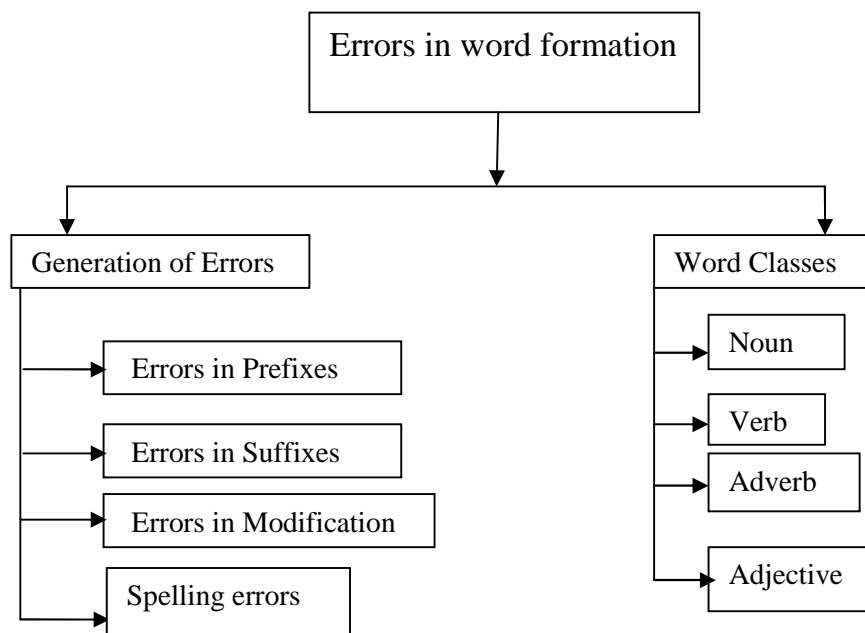 Errors in word formation
Generation of Errors
Errors in Prefixes
Errors in Suffixes
Errors in Modification
Spelling errors
Word Classes
Noun
Verb
Adverb
Adjective